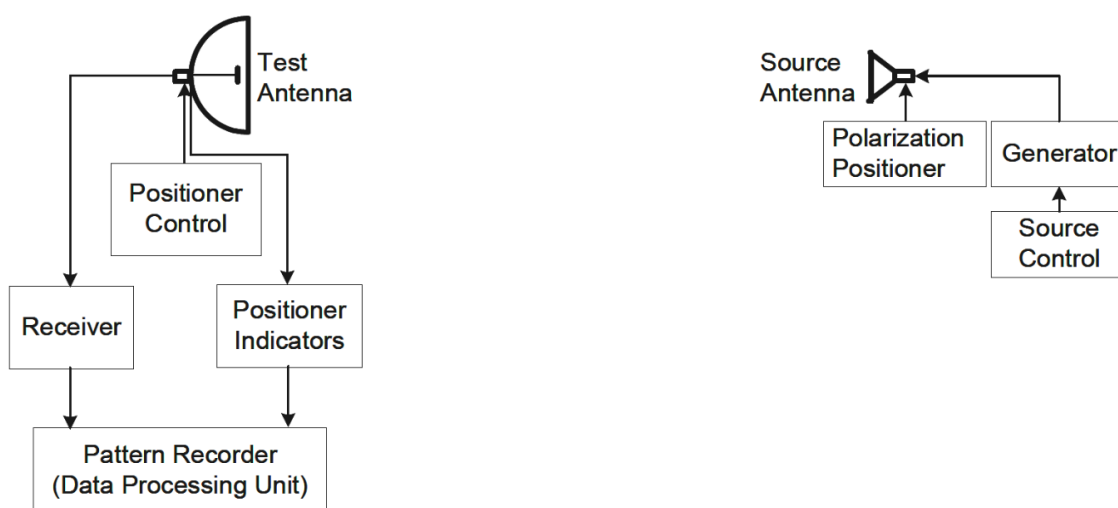 Test
Antenna
Source
Antenna
Positioner
Control
Polarization
Positioner
Generator
Source
Control
Receiver
Positioner
Indicators
Pattern Recorder
(Data Processing Unit)